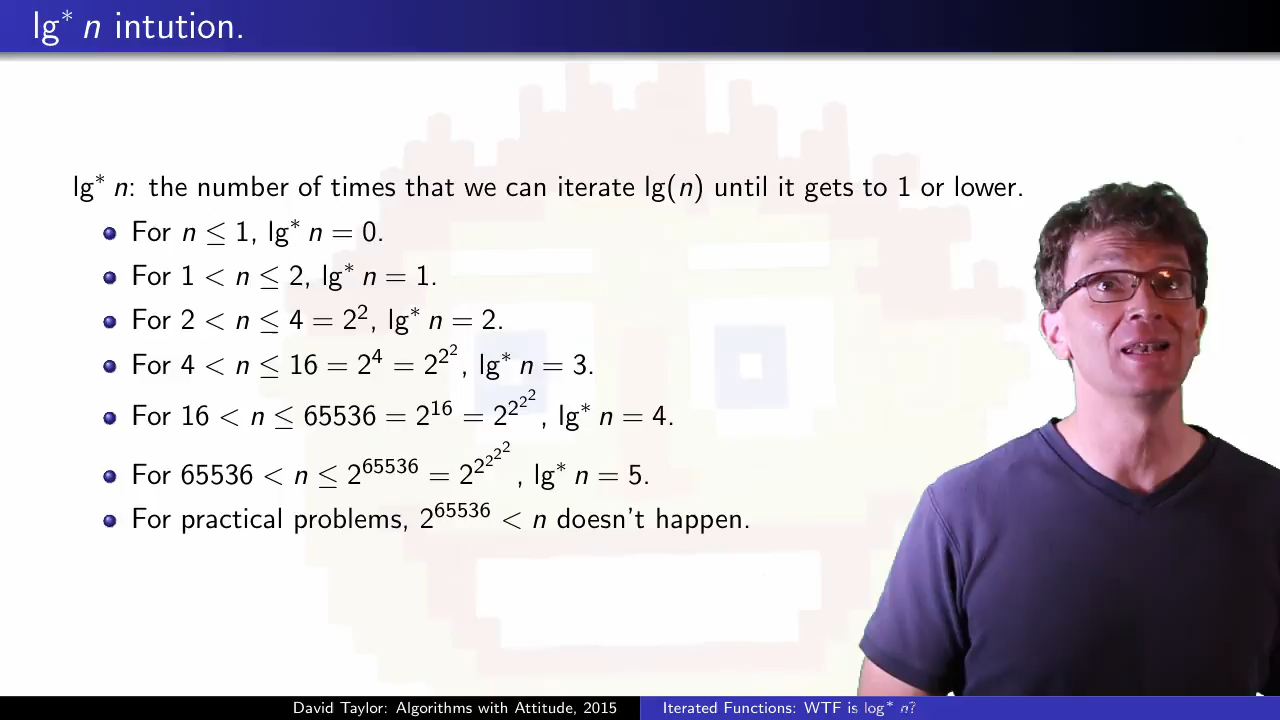 lg* n intution.
lg* n: the number of times that we can iterate lg(n) until it gets to 1 or lower.
For n ≤ 1, lg* n = 0.
For 1 < n ≤ 2, lg* n = 1.
For 2 < n ≤ 4 = 2^2, lg* n = 2.
For 4 < n ≤ 16 = 2^4 = 2^{2^2}, lg* n = 3.
For 16 < n ≤ 65536 = 2^{16} = 2^{2^{2^2}}, lg* n = 4.
For 65536 < n ≤ 2^{65536} = 2^{2^{2^{2^2}}}, lg* n = 5.
For practical problems, 2^{65536} < n doesn't happen.
David Taylor: Algorithms with Attitude, 2015
Iterated Functions: WTF is log* n?